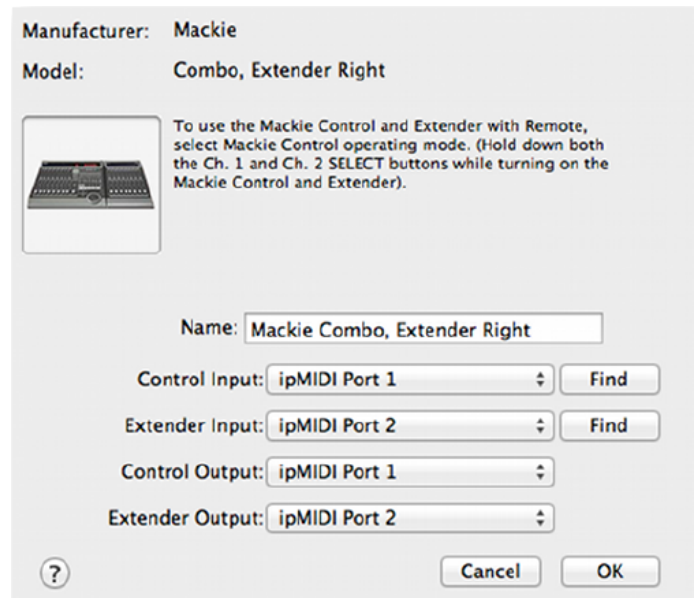 Manufacturer: Mackie
Model: Combo, Extender Right
To use the Mackie Control and Extender with Remote,
select Mackie Control operating mode. (Hold down both
the Ch. 1 and Ch. 2 SELECT buttons while turning on the
Mackie Control and Extender).
Name: Mackie Combo, Extender Right
Control Input: ipMIDI Port 1 Find
Extender Input: ipMIDI Port 2 Find
Control Output: ipMIDI Port 1
Extender Output: ipMIDI Port 2
? Cancel OK